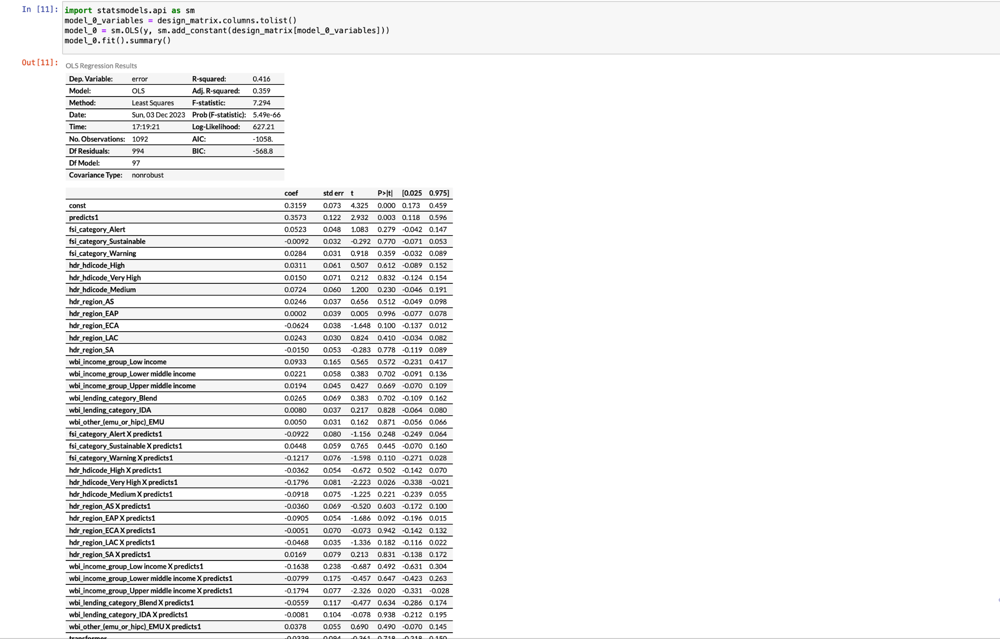 In [11]: import statsmodels.api as sm
model_0_variables = design_matrix.columns.tolist()
model_0 = sm.OLS(y, sm.add_constant(design_matrix[model_0_variables]))
model_0.fit().summary()
Out[11]: OLS Regression Results
Dep. Variable: error R-squared: 0.416
Model: OLS Adj. R-squared: 0.359
Method: Least Squares F-statistic: 7.294
Date: Sun, 03 Dec 2023 Prob (F-statistic): 5.49e-66
Time: 17:19:21 Log-Likelihood: 627.21
No. Observations: 1092 AIC: -1058.
Df Residuals: 994 BIC: -568.8
Df Model: 97
Covariance Type: nonrobust
coef std err t P>|t| [0.025 0.975]
const 0.3159 0.073 4.325 0.000 0.173 0.459
predicts1 0.3573 0.122 2.932 0.003 0.118 0.596
fsi_category_Alert 0.0523 0.048 1.083 0.279 -0.042 0.147
fsi_category_Sustainable -0.0092 0.032 -0.292 0.770 -0.071 0.053
fsi_category_Warning 0.0284 0.031 0.918 0.359 -0.032 0.089
hdr_hdicode_High 0.0311 0.061 0.507 0.612 -0.089 0.152
hdr_hdicode_Very High 0.0150 0.071 0.212 0.832 -0.124 0.154
hdr_hdicode_Medium 0.0724 0.060 1.200 0.230 -0.046 0.191
hdr_region_AS 0.0246 0.037 0.656 0.512 -0.049 0.098
hdr_region_EAP 0.0002 0.039 0.005 0.996 -0.077 0.078
hdr_region_ECA -0.0624 0.038 -1.648 0.100 -0.137 0.012
hdr_region_LAC 0.0243 0.030 0.824 0.410 -0.034 0.082
hdr_region_SA -0.0150 0.053 -0.283 0.778 -0.119 0.089
wbi_income_group_Low income 0.0933 0.165 0.565 0.572 -0.231 0.417
wbi_income_group_Lower middle income 0.0221 0.058 0.383 0.702 -0.091 0.136
wbi_income_group_Upper middle income 0.0194 0.045 0.427 0.669 -0.070 0.109
wbi_lending_category_Blend 0.0265 0.069 0.383 0.702 -0.109 0.162
wbi_lending_category_IDA 0.0080 0.037 0.217 0.828 -0.064 0.080
wbi_other_(emu_or_hipc)_EMU 0.0050 0.031 0.162 0.871 -0.056 0.066
fsi_category_Alert X predicts1 -0.0922 0.080 -1.156 0.248 -0.249 0.064
fsi_category_Sustainable X predicts1 0.0448 0.059 0.765 0.445 -0.070 0.160
fsi_category_Warning X predicts1 -0.1217 0.076 -1.598 0.110 -0.271 0.028
hdr_hdicode_High X predicts1 -0.0362 0.054 -0.672 0.502 -0.142 0.070
hdr_hdicode_Very High X predicts1 -0.1796 0.081 -2.223 0.026 -0.338 -0.021
hdr_hdicode_Medium X predicts1 -0.0918 0.075 -1.225 0.221 -0.239 0.055
hdr_region_AS X predicts1 -0.0360 0.069 -0.520 0.603 -0.172 0.100
hdr_region_EAP X predicts1 -0.0905 0.054 -1.686 0.092 -0.196 0.015
hdr_region_ECA X predicts1 -0.0051 0.070 -0.073 0.942 -0.142 0.132
hdr_region_LAC X predicts1 -0.0468 0.035 -1.336 0.182 -0.116 0.022
hdr_region_SA X predicts1 0.0169 0.079 0.213 0.831 -0.138 0.172
wbi_income_group_Low income X predicts1 -0.1638 0.238 -0.687 0.492 -0.631 0.304
wbi_income_group_Lower middle income X predicts1 -0.0799 0.175 -0.457 0.647 -0.423 0.263
wbi_income_group_Upper middle income X predicts1 -0.1794 0.077 -2.326 0.020 -0.331 -0.028
wbi_lending_category_Blend X predicts1 -0.0559 0.117 -0.477 0.634 -0.286 0.174
wbi_lending_category_IDA X predicts1 -0.0081 0.104 -0.078 0.938 -0.212 0.195
wbi_other_(emu_or_hipc)_EMU X predicts1 0.0378 0.055 0.690 0.490 -0.070 0.145
transformer -0.0339 0.094 -0.361 0.718 -0.218 0.150